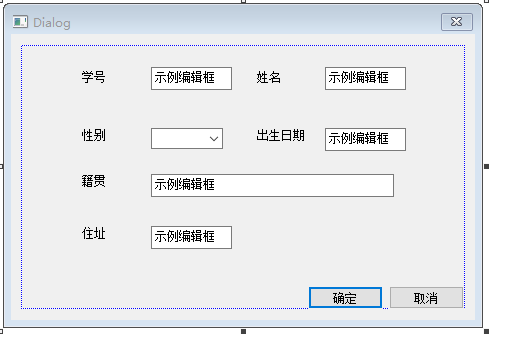 Dialog
学号 示例编辑框 姓名 示例编辑框
性别 出生日期 示例编辑框
籍贯 示例编辑框
住址 示例编辑框
确定 取消